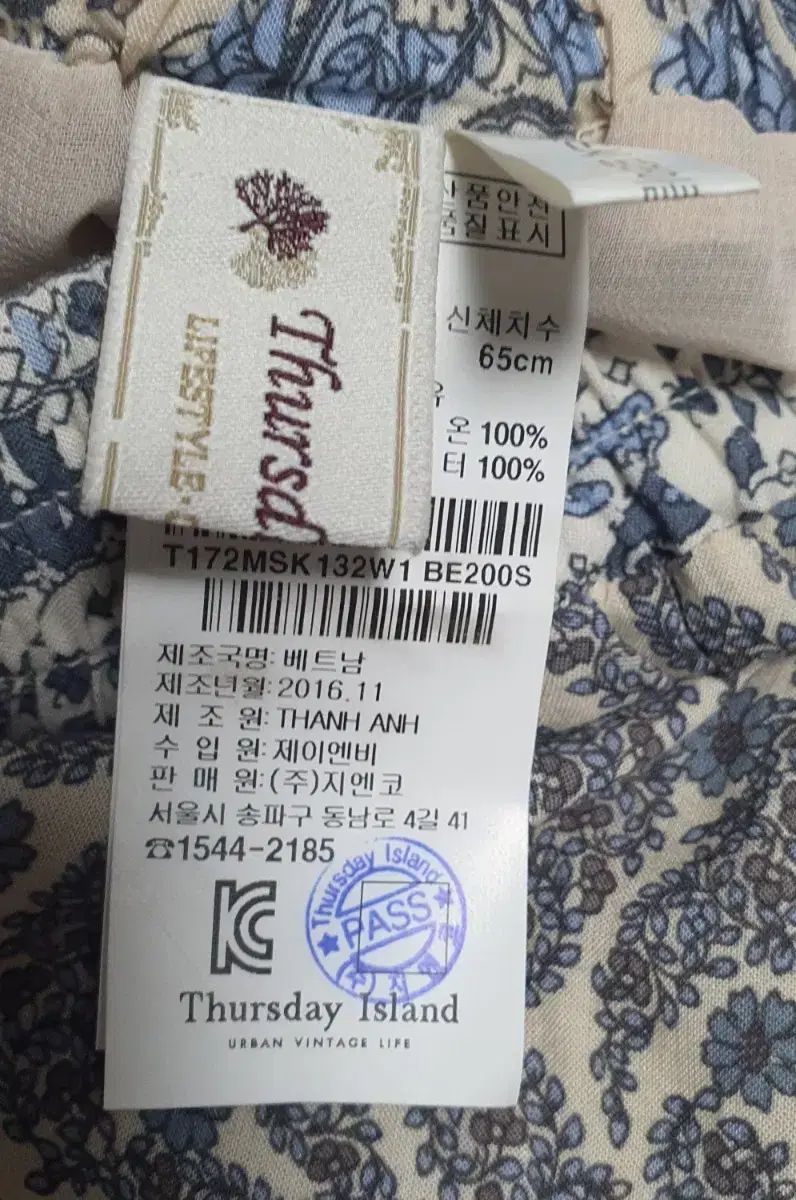 품안전
품질표시
신체치수
65cm
온 100%
터 100%
Thursd
LIFESTYLE
T172MSK132W1 BE200S
제조국명: 베트남
제조년월: 2016.11
제 조 원: THANH ANH
수 입 원: 제이엔비
판 매 원: (주)지엔코
서울시 송파구 동남로 4길 41
☎1544-2185
Thursday Island
PASS
Thursday Island
URBAN VINTAGE LIFE